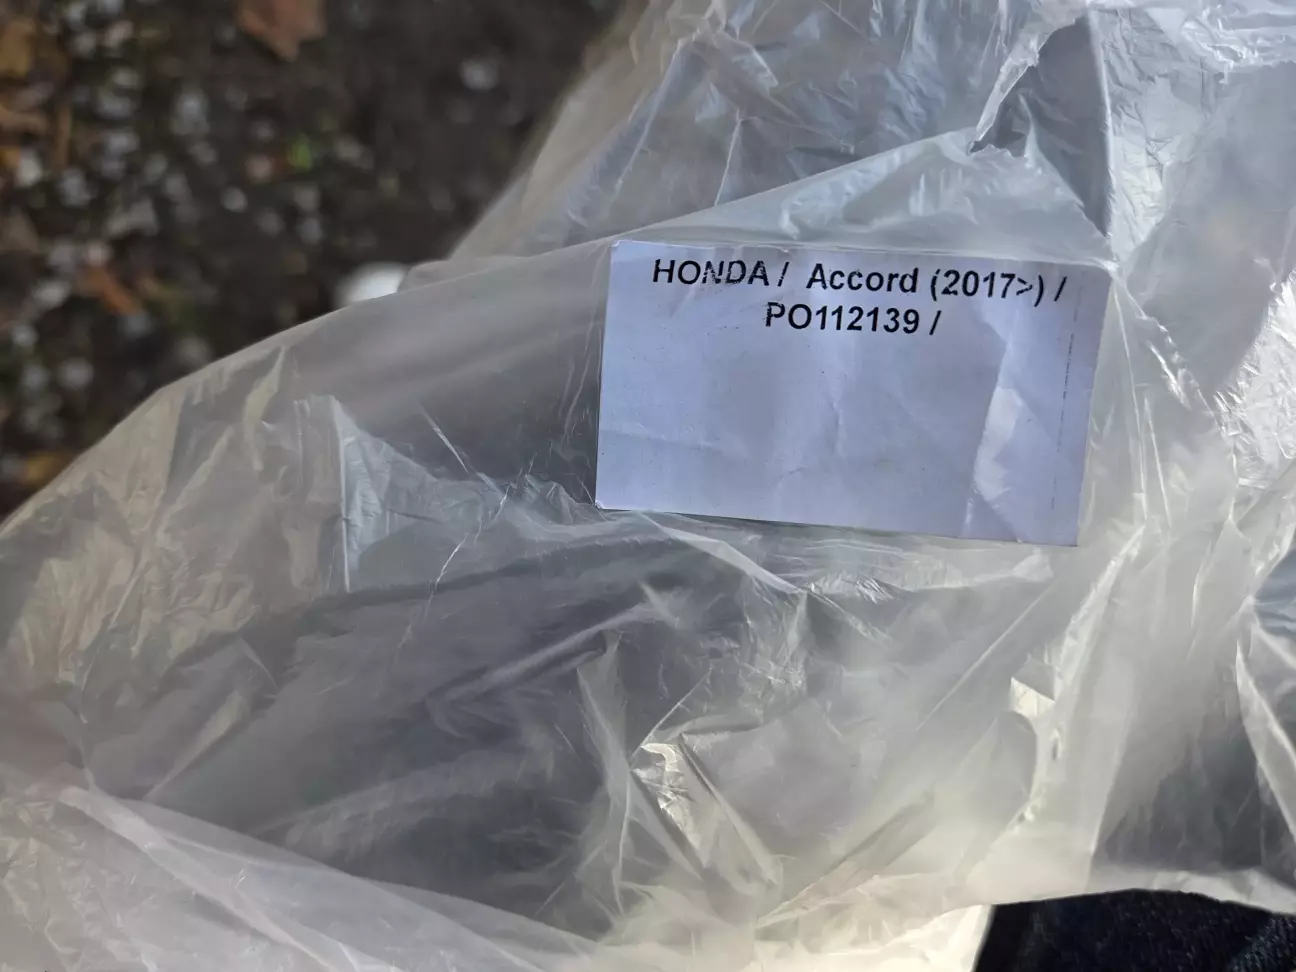 HONDA / Accord (2017>) /
PO112139 /